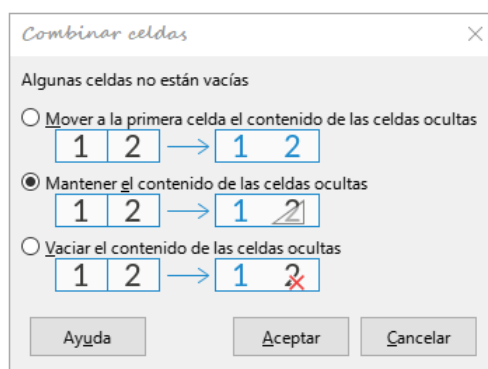 Combinar celdas
Algunas celdas no están vacías
Mover a la primera celda el contenido de las celdas ocultas
1 2 1 2
Mantener el contenido de las celdas ocultas
1 2 1 2
Vaciar el contenido de las celdas ocultas
1 2 1 2
Ayuda Aceptar Cancelar